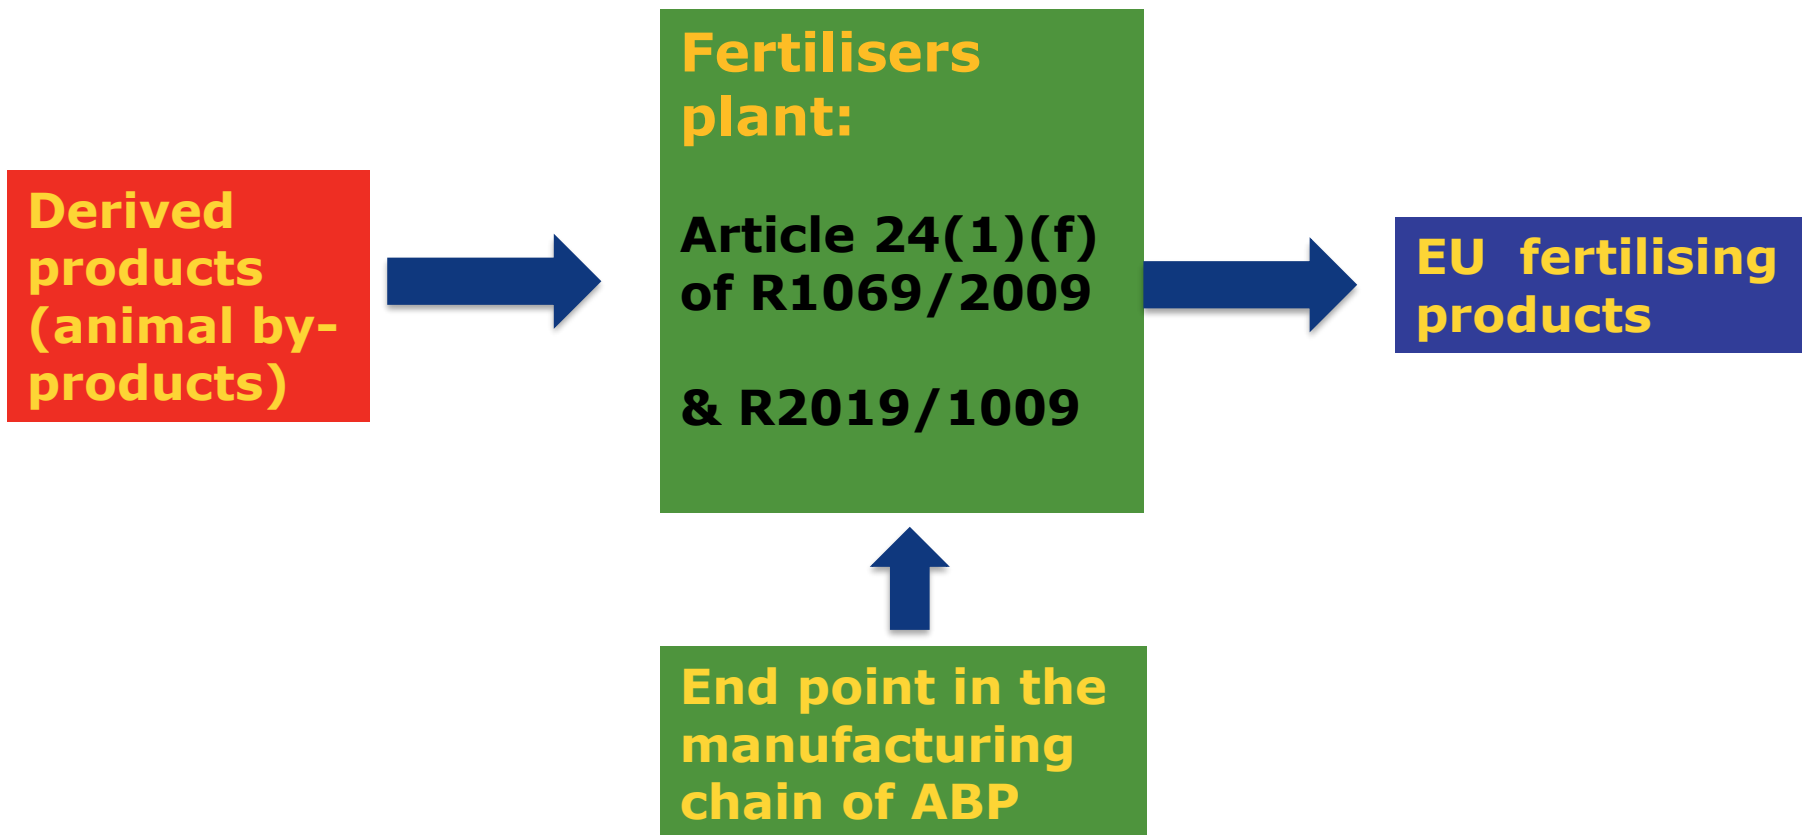 Derived
products
(animal by-
products)
Fertilisers
plant:
Article 24(1)(f)
of R1069/2009
& R2019/1009
EU fertilising
products
End point in the
manufacturing
chain of ABP